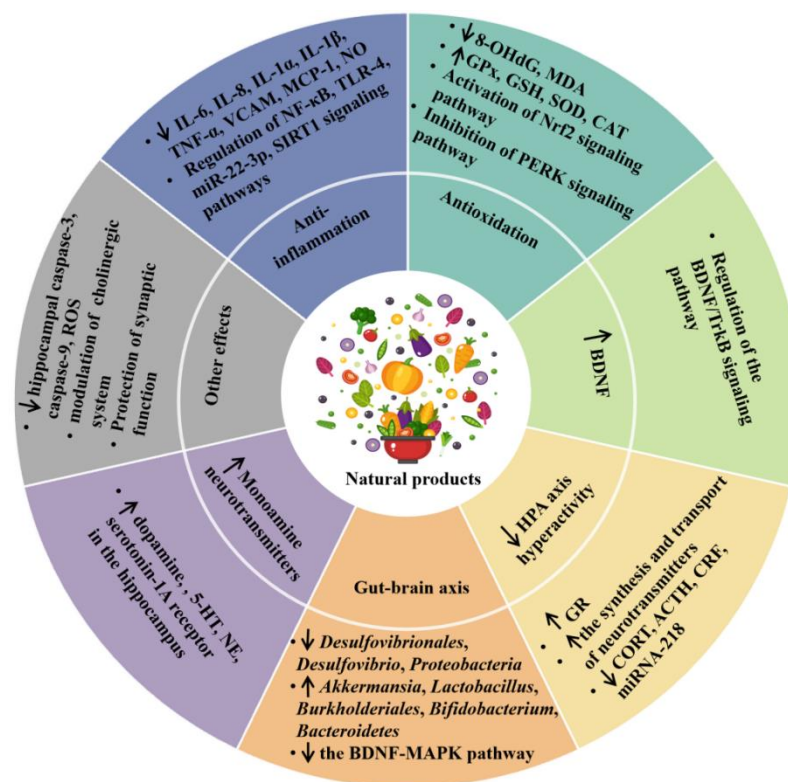 • ↓ IL-6, IL-8, IL-1α, IL-1β,
TNF-α, VCAM, MCP-1, NO
• Regulation of NF-κB, TLR-4,
miR-22-3p, SIRT1 signaling
pathways
Anti-
inflammation
• ↓ 8-OHdG, MDA
• ↑ GPx, GSH, SOD, CAT
• Activation of Nrf2 signaling
pathway
• Inhibition of PERK signaling
pathway
Antioxidation
• Regulation of the
BDNF/TrkB signaling
pathway
↑ BDNF
↓ HPA axis
hyperactivity
• ↑ GR
• ↑the synthesis and transport
of neurotransmitters
• ↓ CORT, ACTH, CRF,
miRNA-218
Gut-brain axis
• ↓ Desulfovibrionales,
Desulfovibrio, Proteobacteria
• ↑ Akkermansia, Lactobacillus,
Burkholderiales, Bifidobacterium,
Bacteroidetes
• ↓ the BDNF-MAPK pathway
↑ Monoamine
neurotransmitters
• ↑ dopamine, , 5-HT, NE,
serotonin-1A receptor
in the hippocampus
Other effects
• ↓ hippocampal caspase-3,
caspase-9, ROS
• modulation of cholinergic
system
• Protection of synaptic
function
Natural products